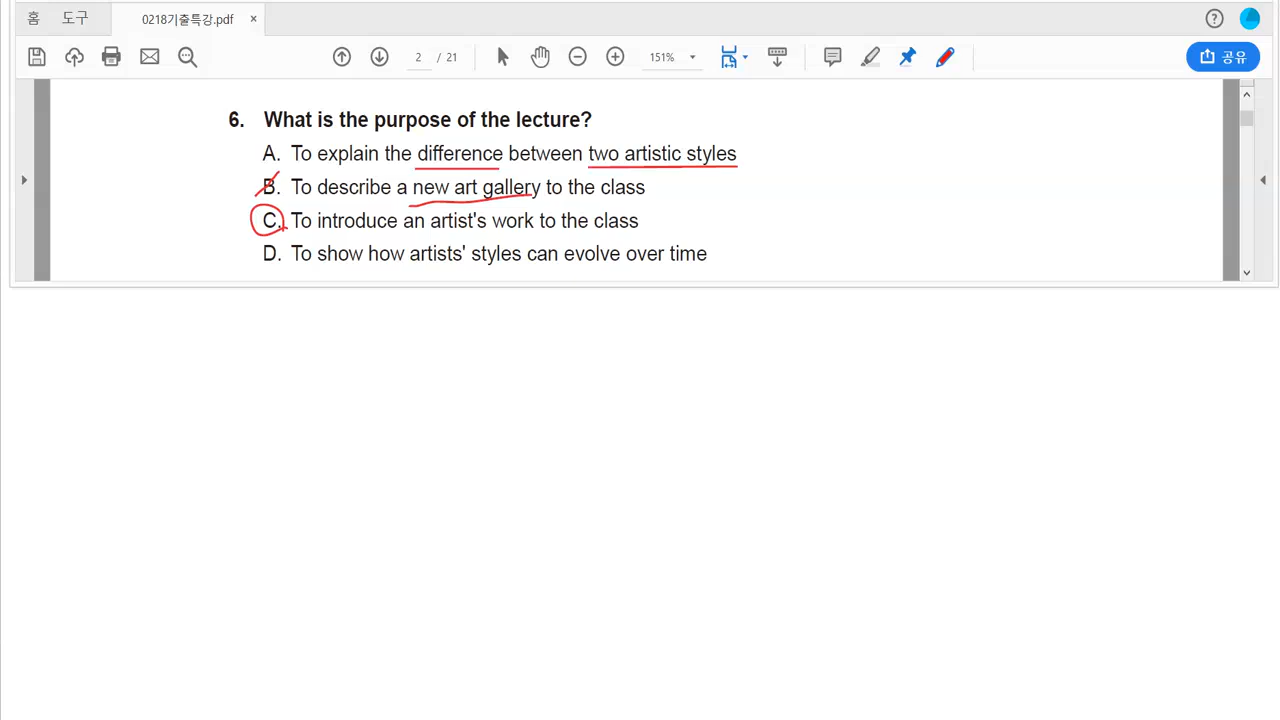 홈 도구 0218기출특강.pdf ×
2 / 21 151% 공유
6. What is the purpose of the lecture?
A. To explain the difference between two artistic styles
B. To describe a new art gallery to the class
C. To introduce an artist's work to the class
D. To show how artists' styles can evolve over time